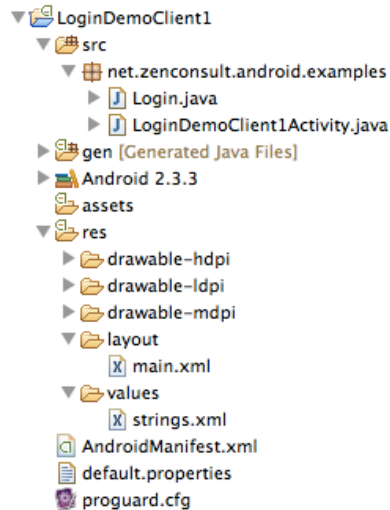 LoginDemoClient1
src
net.zenconsult.android.examples
Login.java
LoginDemoClient1Activity.java
gen [Generated Java Files]
Android 2.3.3
assets
res
drawable-hdpi
drawable-ldpi
drawable-mdpi
layout
main.xml
values
strings.xml
AndroidManifest.xml
default.properties
proguard.cfg